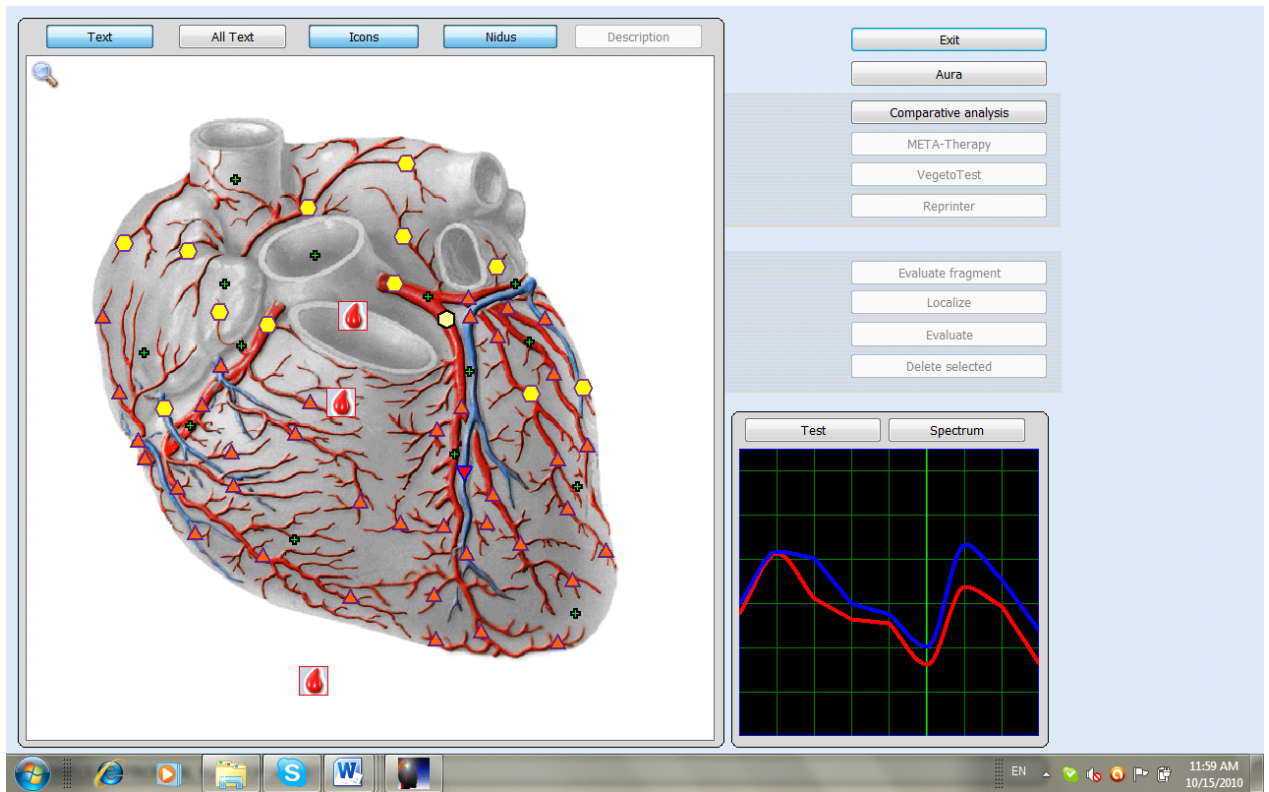 Text All Text Icons Nidus Description
Exit
Aura
Comparative analysis
META-Therapy
VegetoTest
Reprinter
Evaluate fragment
Localize
Evaluate
Delete selected
Test Spectrum
EN
11:59 AM
10/15/2010